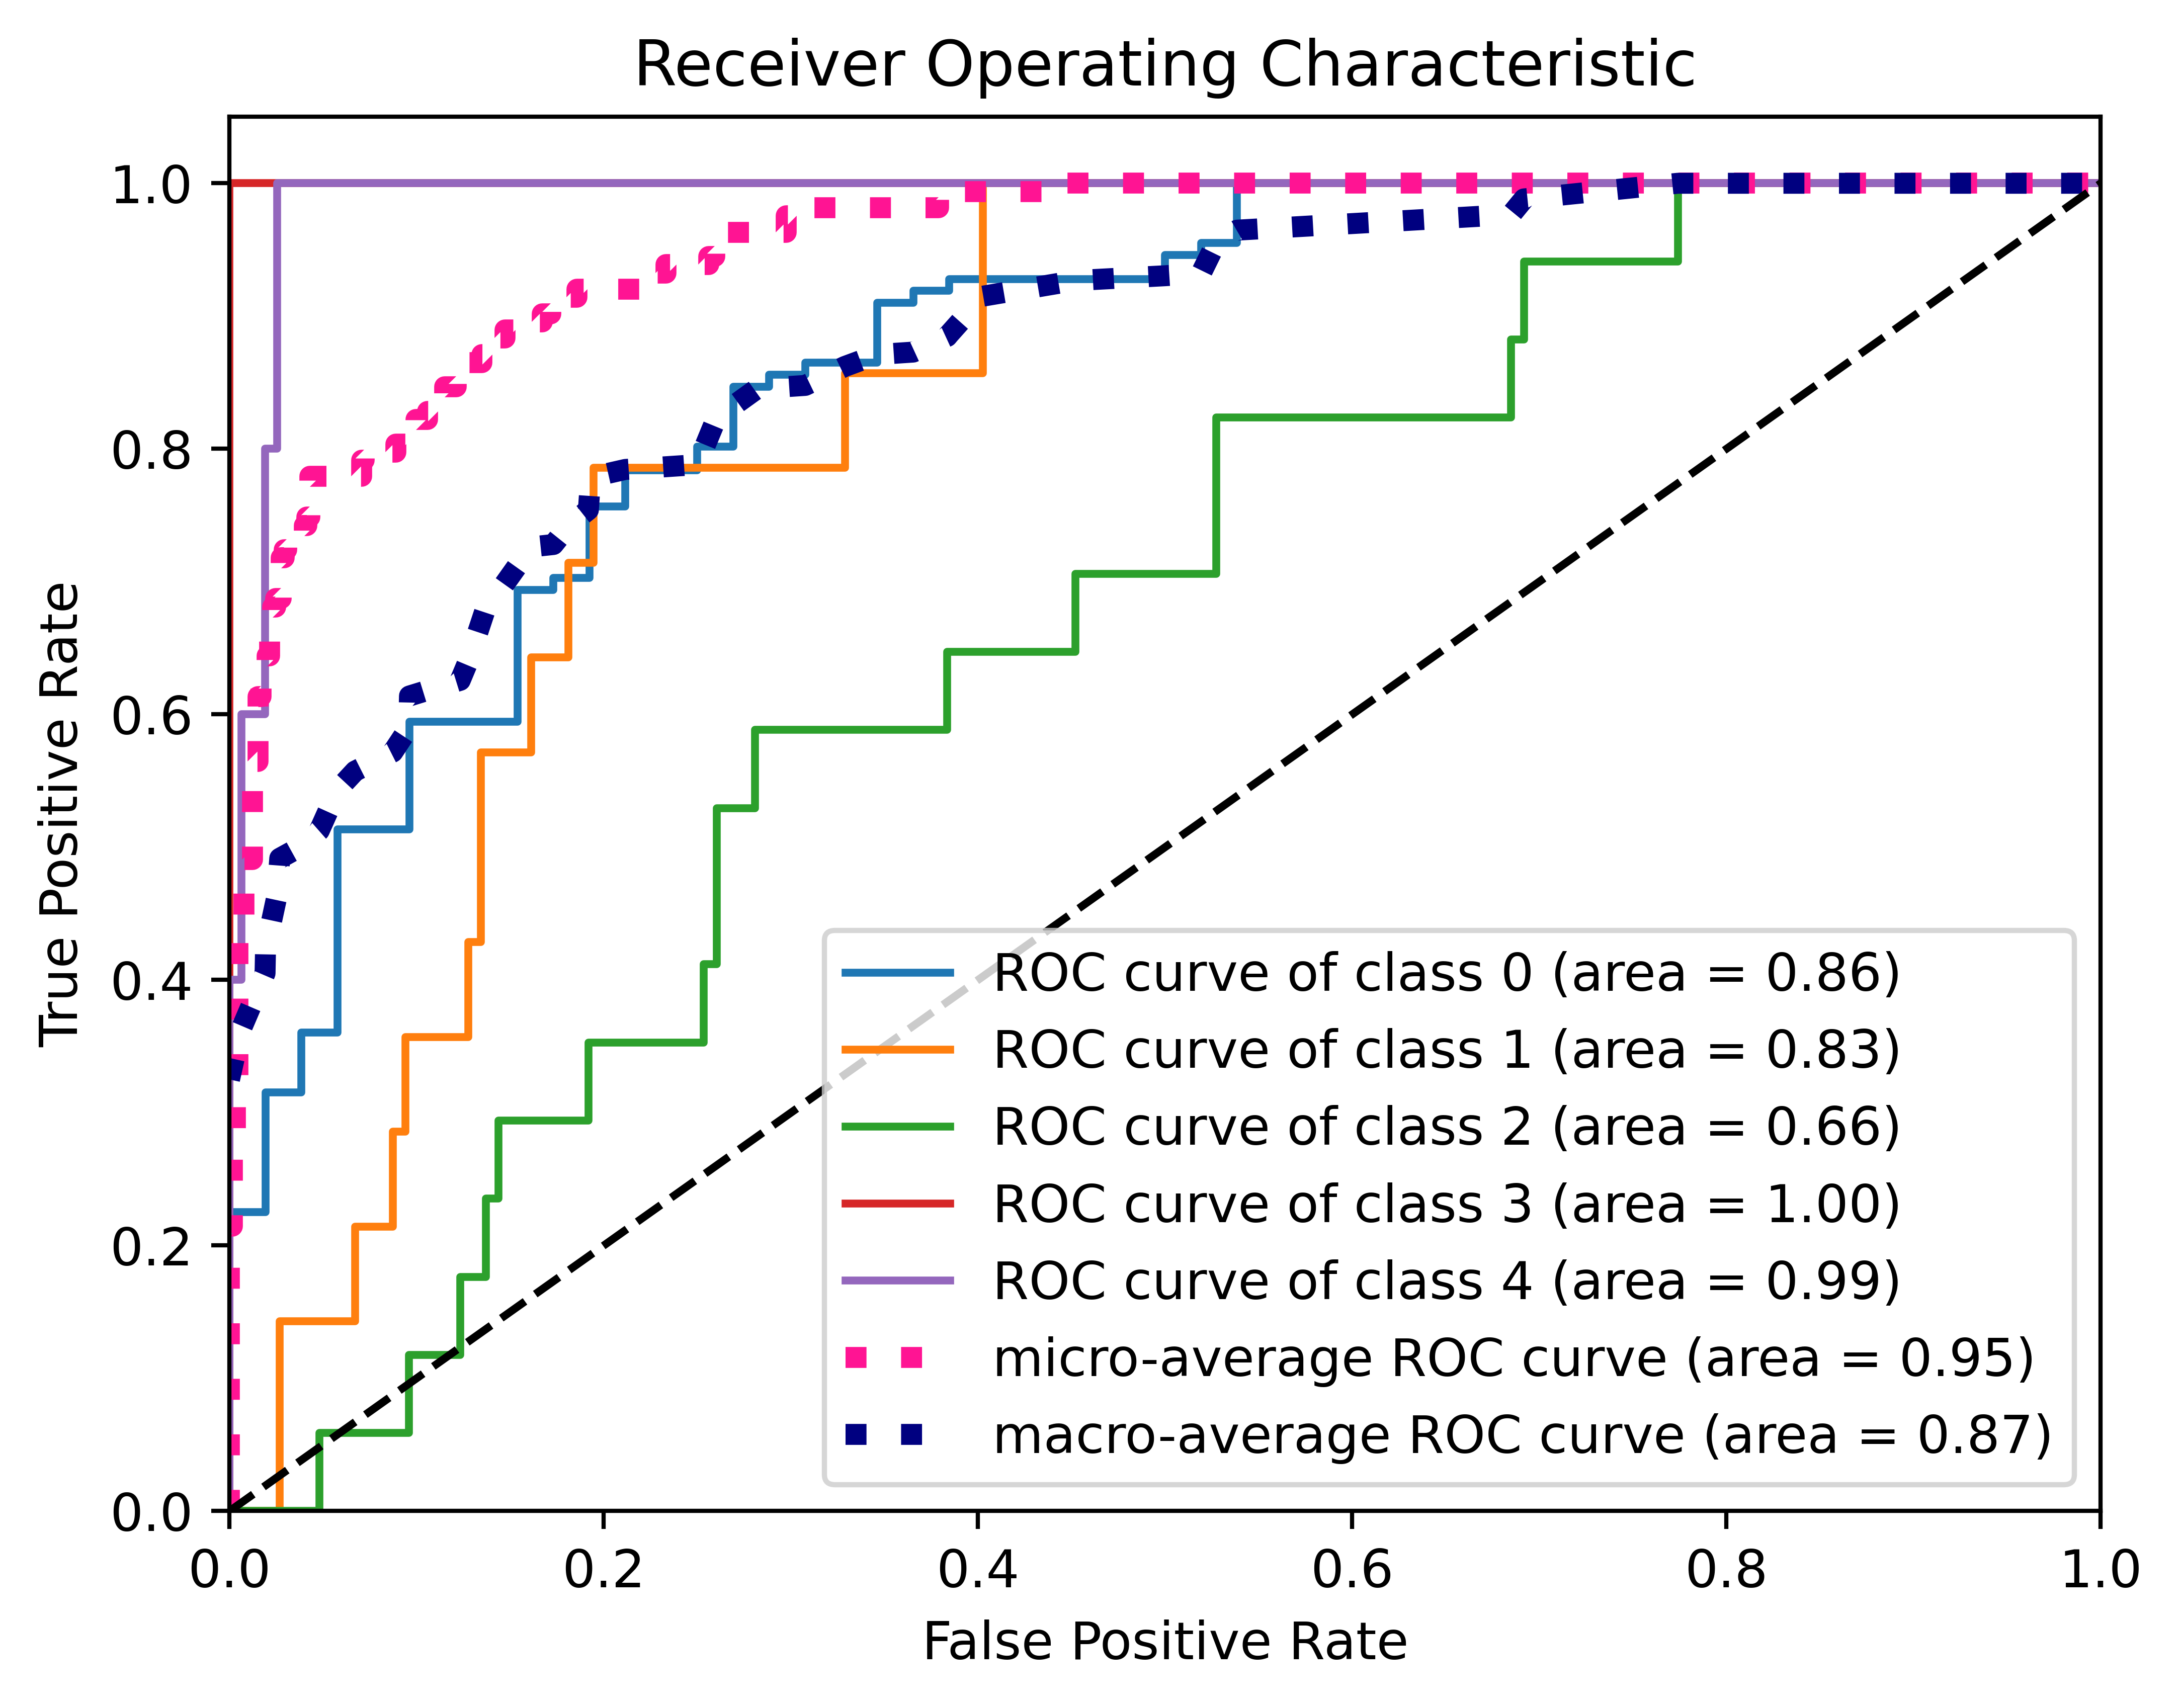 Receiver Operating Characteristic
True Positive Rate
1.0
0.8
0.6
0.4
0.2
0.0
ROC curve of class 0 (area = 0.86)
ROC curve of class 1 (area = 0.83)
ROC curve of class 2 (area = 0.66)
ROC curve of class 3 (area = 1.00)
ROC curve of class 4 (area = 0.99)
micro-average ROC curve (area = 0.95)
macro-average ROC curve (area = 0.87)
0.0 0.2 0.4 0.6 0.8 1.0
False Positive Rate